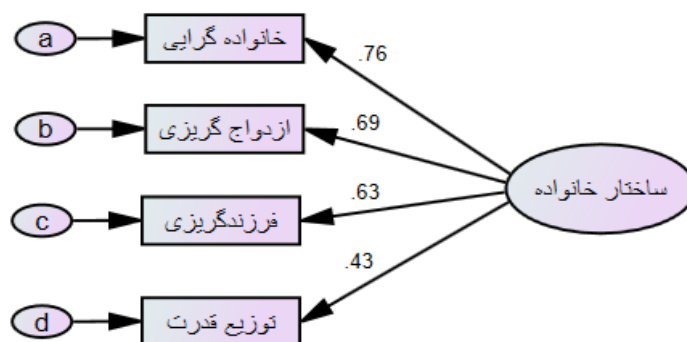 a
خانواده گرایی
.76
b
ازدواج گریزی
.69
ساختار خانواده
c
فرزندگریزی
.63
d
توزیع قدرت
.43